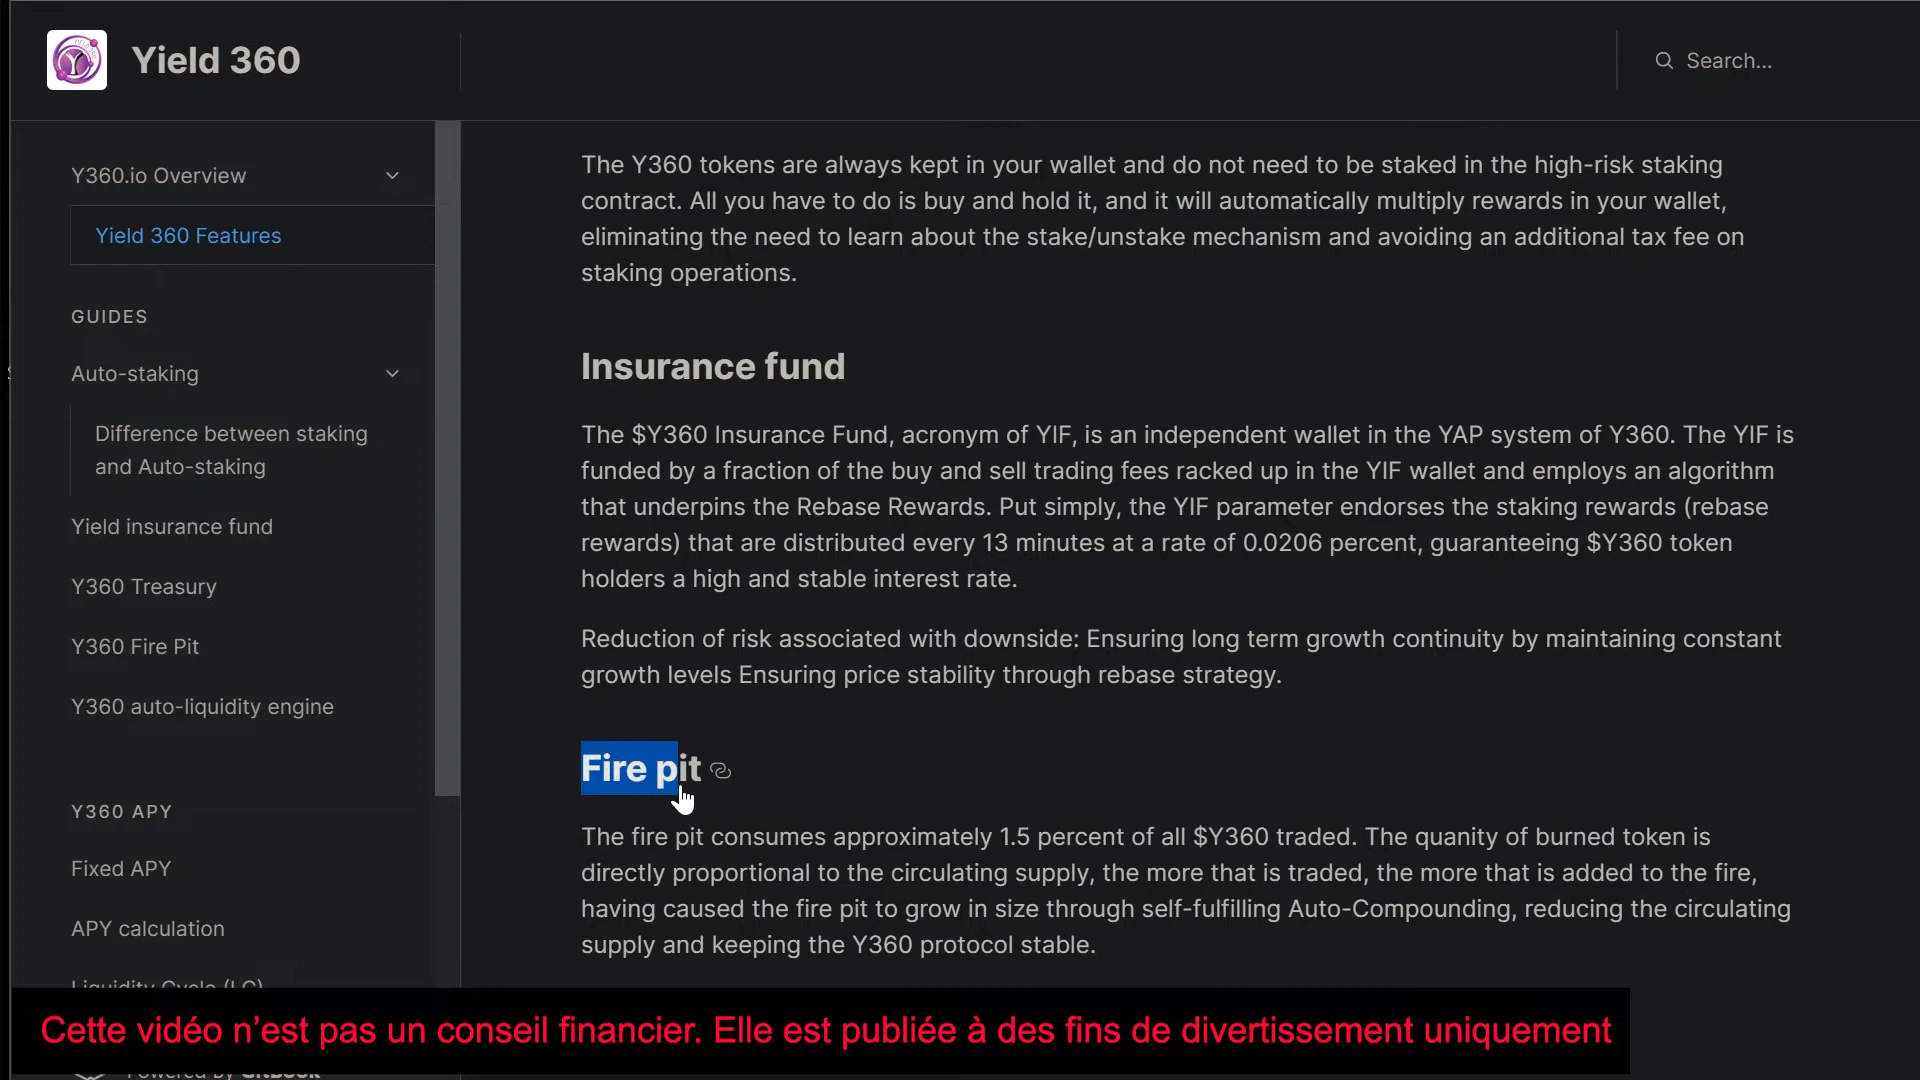 Yield 360
Search...
Y360.io Overview
Yield 360 Features
GUIDES
Auto-staking
Difference between staking
and Auto-staking
Yield insurance fund
Y360 Treasury
Y360 Fire Pit
Y360 auto-liquidity engine
Y360 APY
Fixed APY
APY calculation
Liquidity Cycle (LC)
The Y360 tokens are always kept in your wallet and do not need to be staked in the high-risk staking
contract. All you have to do is buy and hold it, and it will automatically multiply rewards in your wallet,
eliminating the need to learn about the stake/unstake mechanism and avoiding an additional tax fee on
staking operations.
Insurance fund
The $Y360 Insurance Fund, acronym of YIF, is an independent wallet in the YAP system of Y360. The YIF is
funded by a fraction of the buy and sell trading fees racked up in the YIF wallet and employs an algorithm
that underpins the Rebase Rewards. Put simply, the YIF parameter endorses the staking rewards (rebase
rewards) that are distributed every 13 minutes at a rate of 0.0206 percent, guaranteeing $Y360 token
holders a high and stable interest rate.
Reduction of risk associated with downside: Ensuring long term growth continuity by maintaining constant
growth levels Ensuring price stability through rebase strategy.
Fire pit
The fire pit consumes approximately 1.5 percent of all $Y360 traded. The quanity of burned token is
directly proportional to the circulating supply, the more that is traded, the more that is added to the fire,
having caused the fire pit to grow in size through self-fulfilling Auto-Compounding, reducing the circulating
supply and keeping the Y360 protocol stable.
Cette vidéo n'est pas un conseil financier. Elle est publiée à des fins de divertissement uniquement
Powered By GitBook